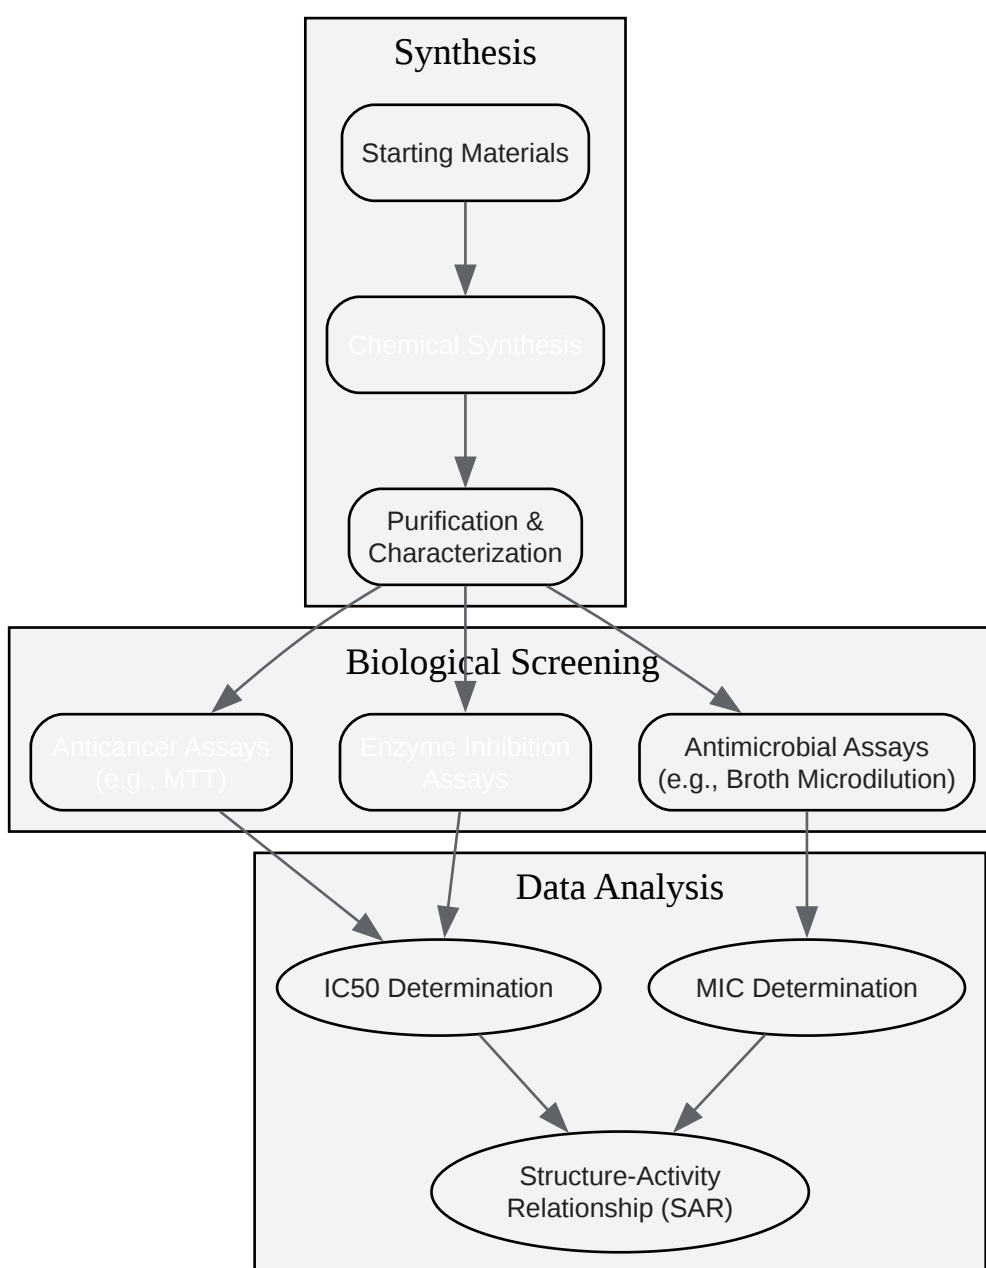 Synthesis
Starting Materials
Chemical Synthesis
Purification &
Characterization
Biological Screening
Anticancer Assays
(e.g., MTT)
Enzyme Inhibition
Assays
Antimicrobial Assays
(e.g., Broth Microdilution)
Data Analysis
IC50 Determination
MIC Determination
Structure-Activity
Relationship (SAR)